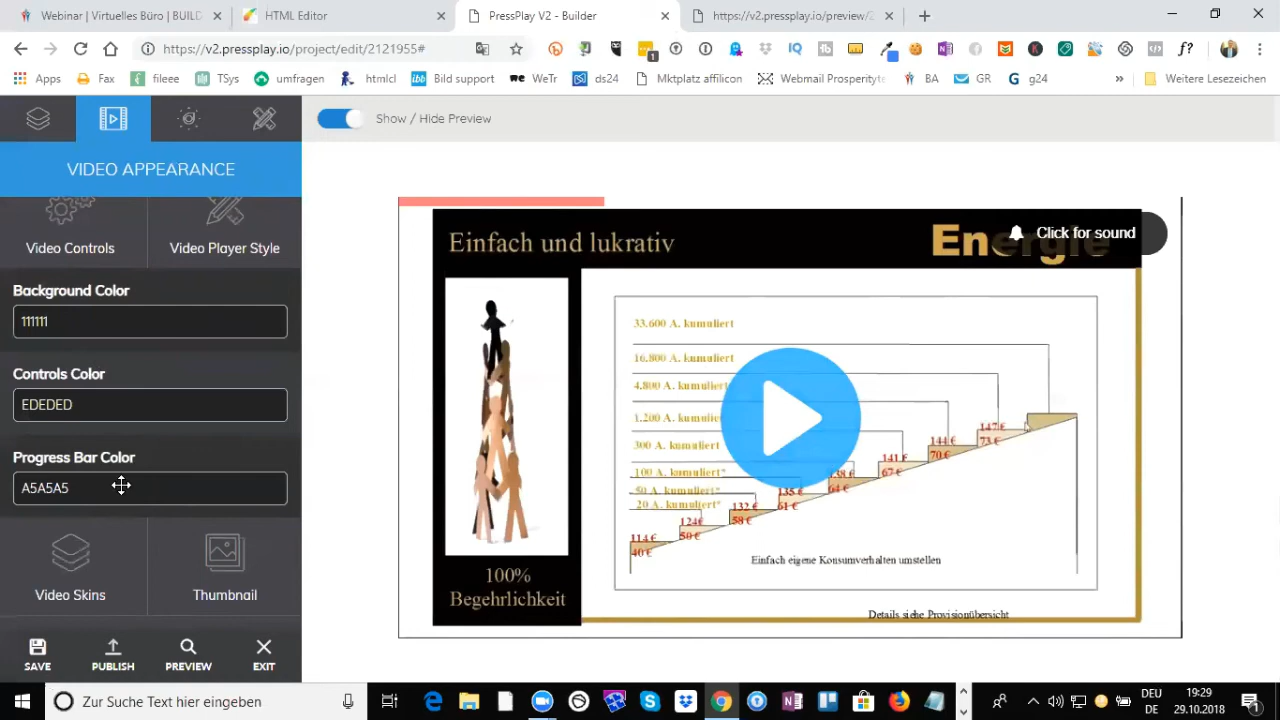 Webinar | Virtuelles Büro | BUILD
HTML Editor
PressPlay V2 - Builder
https://v2.pressplay.io/preview/2
https://v2.pressplay.io/project/edit/2121955#
Apps
Fax
fileee
TSys
umfragen
htmlcl
Bild support
WeTr
ds24
Mktplatz affilicon
Webmail Prosperityte
BA
GR
g24
»
Weitere Lesezeichen
Show / Hide Preview
VIDEO APPEARANCE
Video Controls
Video Player Style
Background Color
111111
Controls Color
EDEDED
Progress Bar Color
A5A5A5
Video Skins
Thumbnail
SAVE
PUBLISH
PREVIEW
EXIT
Einfach und lukrativ
Energie
Click for sound
33.600 A. kumuliert
16.800 A. kumuliert
4.800 A. kumuliert
1.200 A. kumuli
300 A. kumuliert
100 A. kumuliert*
50 A. kumuliert*
20 A. kumuliert*
147 €
73 €
144 €
70 €
141 €
67 €
138 €
64 €
135 €
61 €
132 €
58 €
124€
50 €
114 €
40 €
Einfach eigene Konsumverhalten umstellen
Details siehe Provisionübersicht
100%
Begehrlichkeit
Zur Suche Text hier eingeben
DEU
DE
19:29
29.10.2018